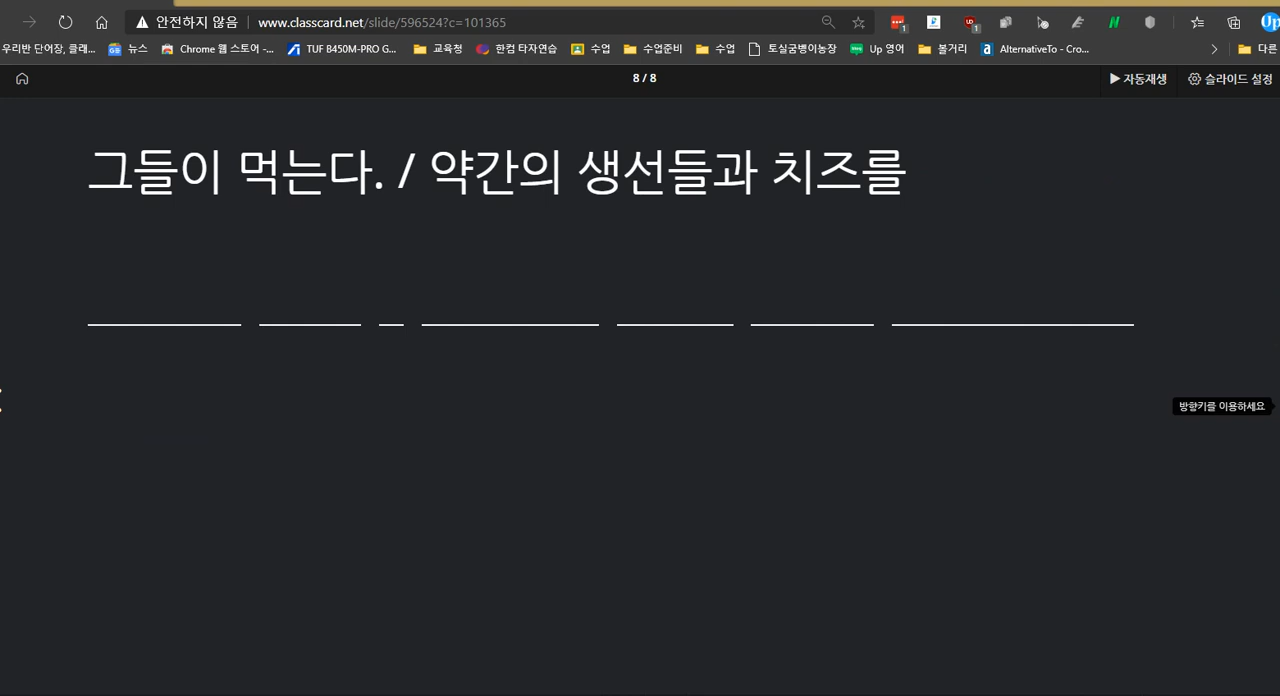 안전하지 않음 www.classcard.net/slide/596524?c=101365
우리반 단어장, 클래... 뉴스 Chrome 웹 스토어 -... TUF B450M-PRO G... 교육청 한컴 타자연습 수업 수업준비 수업 토실굼벵이농장 Up 영어 볼거리 AlternativeTo - Cro... 다른
8 / 8 ▶ 자동재생 슬라이드 설정
그들이 먹는다. / 약간의 생선들과 치즈를
방향키를 이용하세요